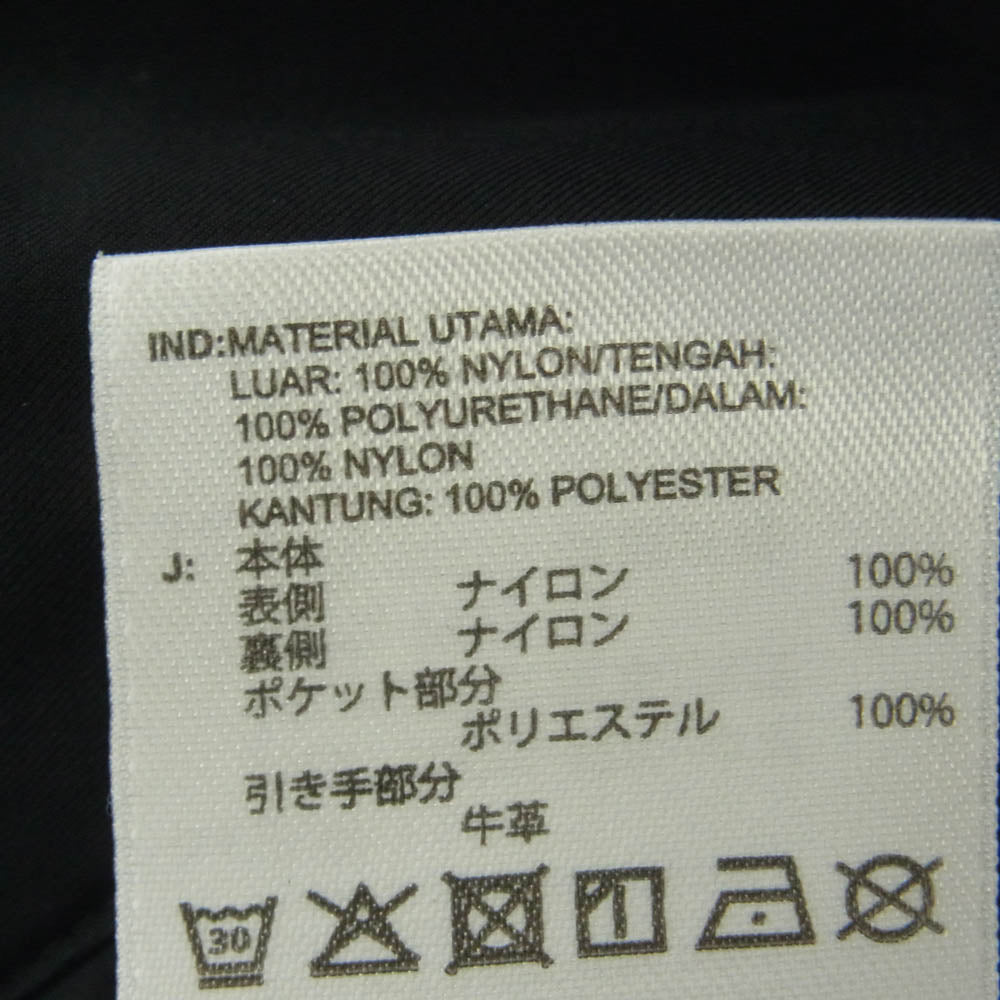 IND:MATERIAL UTAMA:
LUAR: 100% NYLON/TENGAH:
100% POLYURETHANE/DALAM:
100% NYLON
KANTUNG: 100% POLYESTER
J: 本体
表側 ナイロン 100%
裏側 ナイロン 100%
ポケット部分
ポリエステル 100%
引き手部分
牛革
30